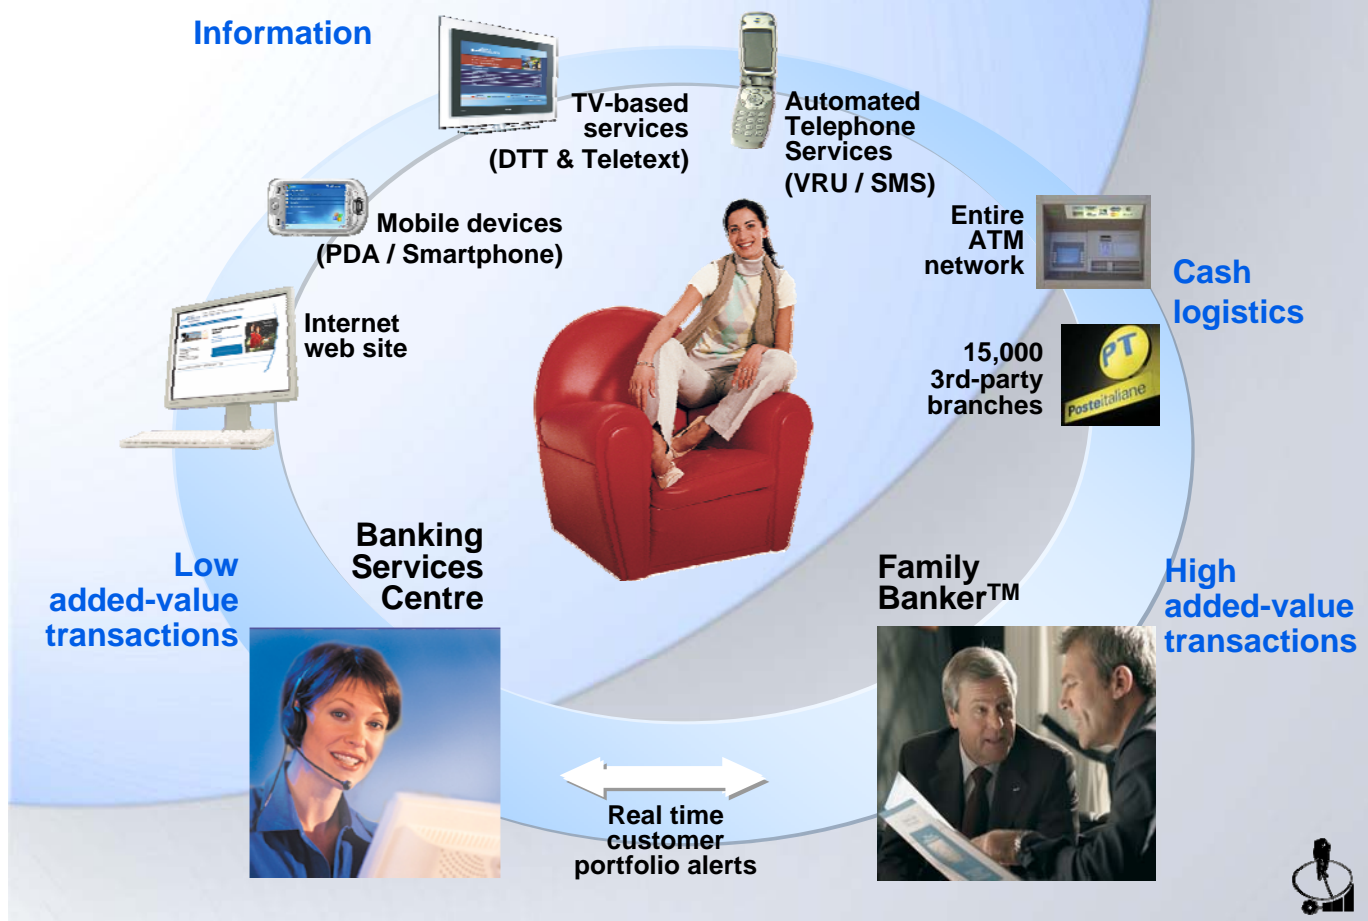 Information
TV-based
services
(DTT & Teletext)
Automated
Telephone
Services
(VRU / SMS)
Mobile devices
(PDA / Smartphone)
Entire
ATM
network
Cash
logistics
Internet
web site
15,000
3rd-party
branches
PT
Posteitaliane
Banking
Services
Centre
Low
added-value
transactions
Family
Banker™
High
added-value
transactions
Real time
customer
portfolio alerts